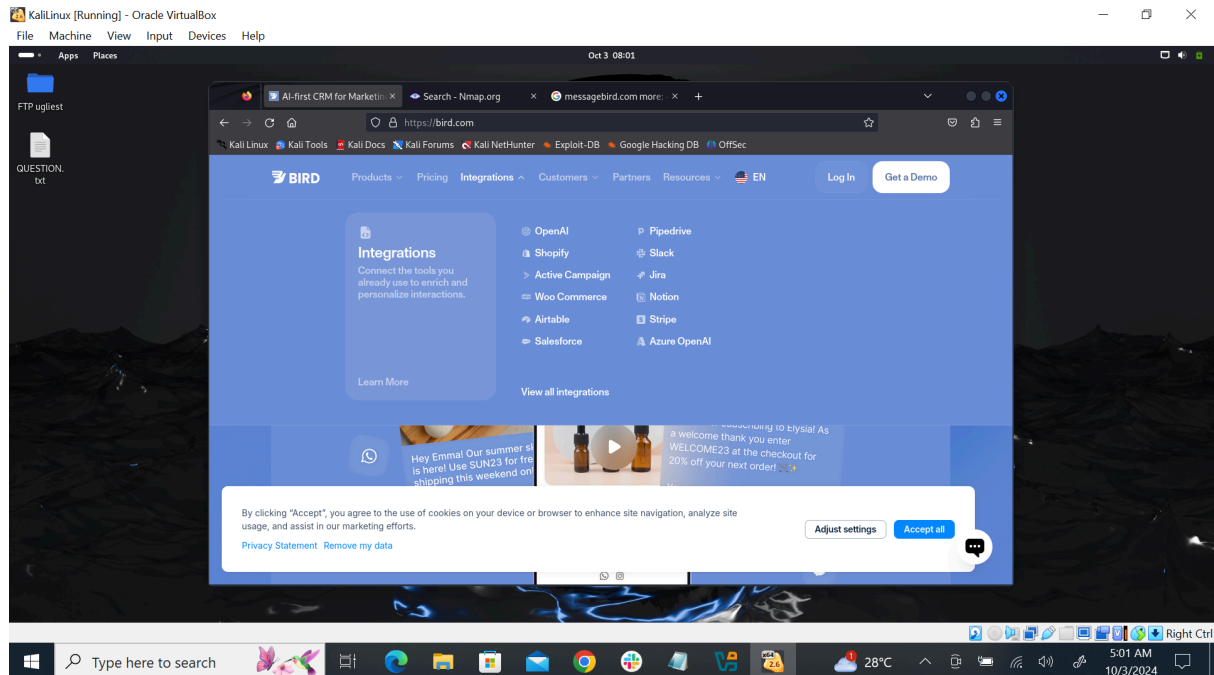 KaliLinux [Running] - Oracle VirtualBox
File Machine View Input Devices Help
Apps Places
Oct 3 08:01
FTP ugliest
QUESTION.
txt
AI-first CRM for Marketin
Search - Nmap.org
messagebird.com more: -
https://bird.com
Kali Linux Kali Tools Kali Docs Kali Forums Kali NetHunter Exploit-DB Google Hacking DB OffSec
BIRD Products Pricing Integrations Customers Partners Resources EN Log In Get a Demo
Integrations
Connect the tools you
already use to enrich and
personalize interactions.
Learn More
OpenAI
Shopify
Active Campaign
Woo Commerce
Airtable
Salesforce
Pipedrive
Slack
Jira
Notion
Stripe
Azure OpenAI
View all integrations
Hey Emma! Our summer
is here! Use SUN23 for
shipping this weekend
subscribing to Elysia! As
a welcome thank you enter
WELCOME23 at the checkout for
20% off your next order!
By clicking “Accept”, you agree to the use of cookies on your device or browser to enhance site navigation, analyze site
usage, and assist in our marketing efforts.
Privacy Statement Remove my data
Adjust settings
Accept all
Right Ctrl
Type here to search
x64
2.6
1
28°C
5:01 AM
10/3/2024